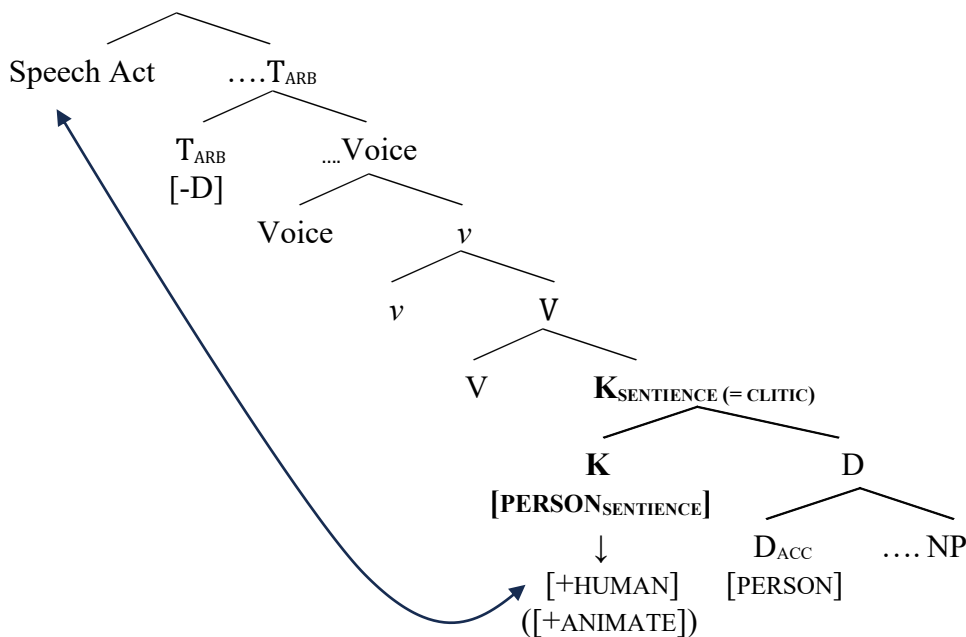 Speech Act ….T_ARB
T_ARB ....Voice
[-D]
Voice v
v V
V K_SENTIENCE (= CLITIC)
K D
[PERSON_SENTIENCE]
↓ D_ACC …. NP
[+HUMAN] [PERSON]
([+ANIMATE])